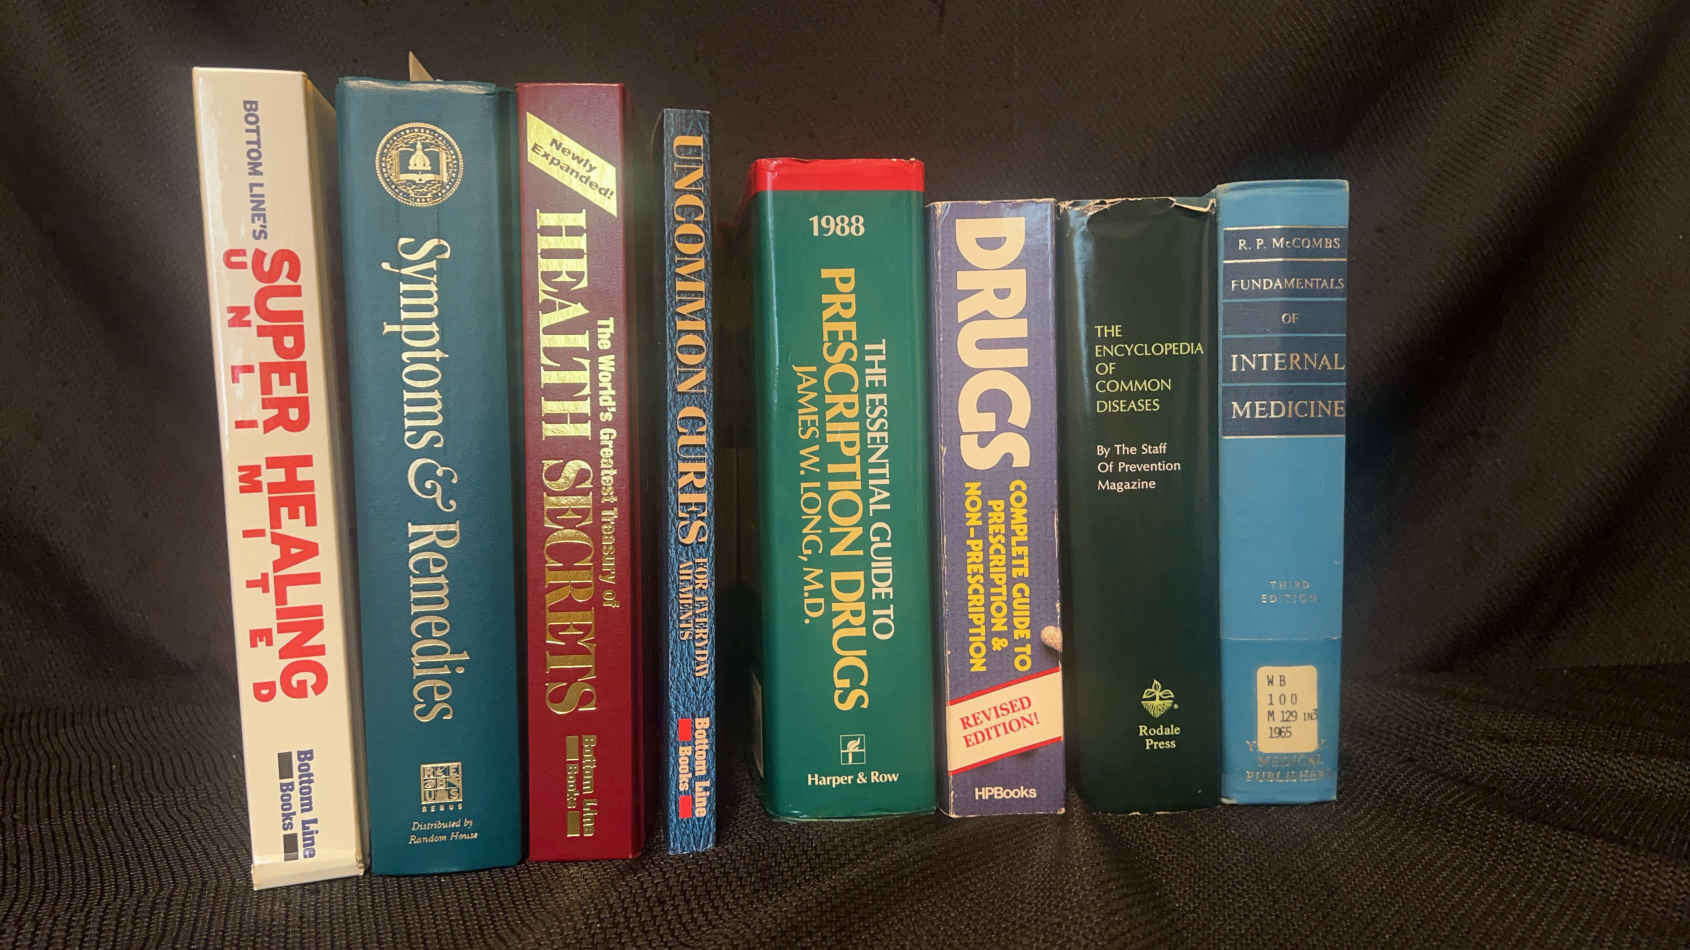 BOTTOM LINE'S
SUPER HEALING
UNLIMITED
Bottom Line
Books
Symptoms & Remedies
REBUS
Distributed by
Random House
Newly
Expanded!
The World's Greatest Treasury of
HEALTH SECRETS
Bottom Line
Books
UNCOMMON CURES
FOR EVERYDAY
AILMENTS
Bottom Line
Books
1988
THE ESSENTIAL GUIDE TO
PRESCRIPTION DRUGS
JAMES W. LONG, M.D.
Harper & Row
DRUGS
COMPLETE GUIDE TO
PRESCRIPTION &
NON-PRESCRIPTION
REVISED
EDITION!
HPBooks
THE
ENCYCLOPEDIA
OF
COMMON
DISEASES
By The Staff
Of Prevention
Magazine
Rodale
Press
R. P. McCOMBS
FUNDAMENTALS
OF
INTERNAL
MEDICINE
THIRD
EDITION
WB
100
M 129 in3
1965
MEDICAL
PUBLISHERS